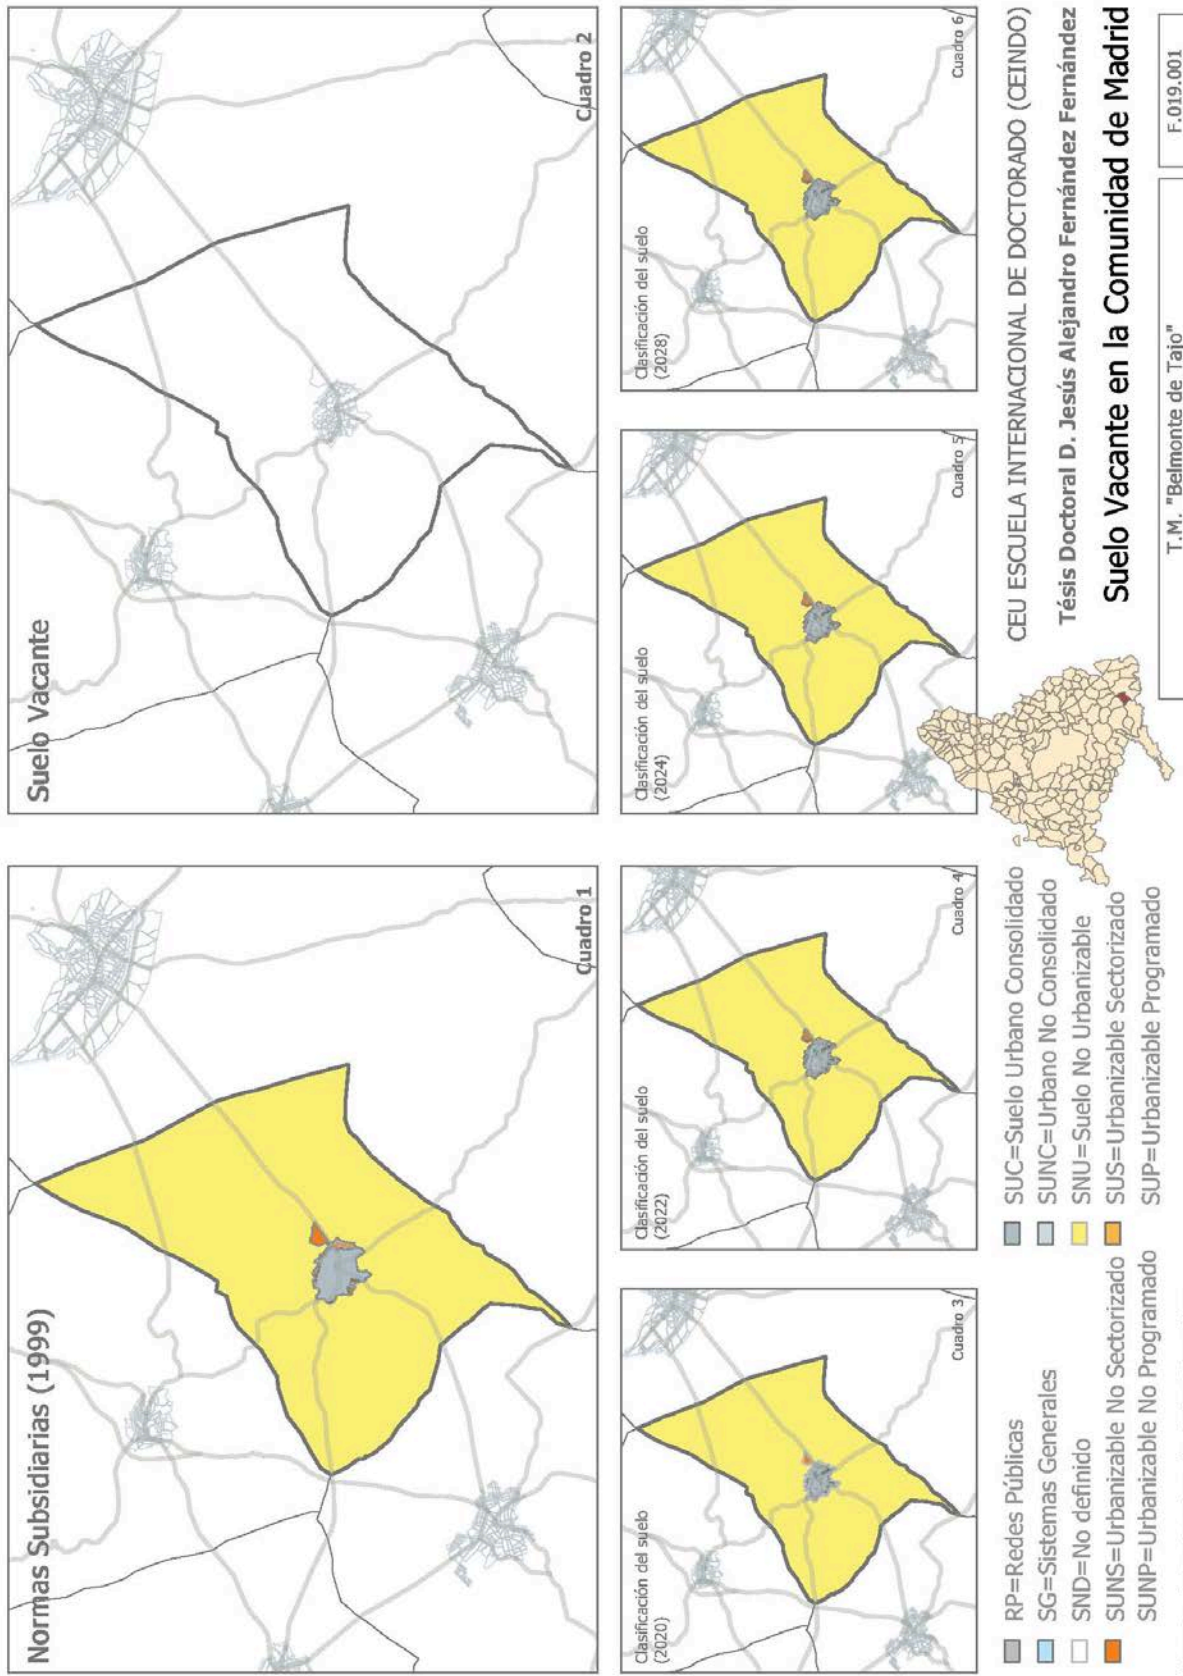 Normas Subsidiarias (1999)
Cuadro 1
Suelo Vacante
Cuadro 2
Clasificación del suelo
(2020)
Cuadro 3
Clasificación del suelo
(2022)
Cuadro 4
Clasificación del suelo
(2024)
Cuadro 5
Clasificación del suelo
(2028)
Cuadro 6
RP=Redes Públicas
SG=Sistemas Generales
SND=No definido
SUNS=Urbanizable No Sectorizado
SUNP=Urbanizable No Programado
SUC=Suelo Urbano Consolidado
SUNC=Urbano No Consolidado
SNU=Suelo No Urbanizable
SUS=Urbanizable Sectorizado
SUP=Urbanizable Programado
CEU ESCUELA INTERNACIONAL DE DOCTORADO (CEINDO)
Tésis Doctoral D. Jesús Alejandro Fernández Fernández
Suelo Vacante en la Comunidad de Madrid
T.M. "Belmonte de Tajo"
F.019.001